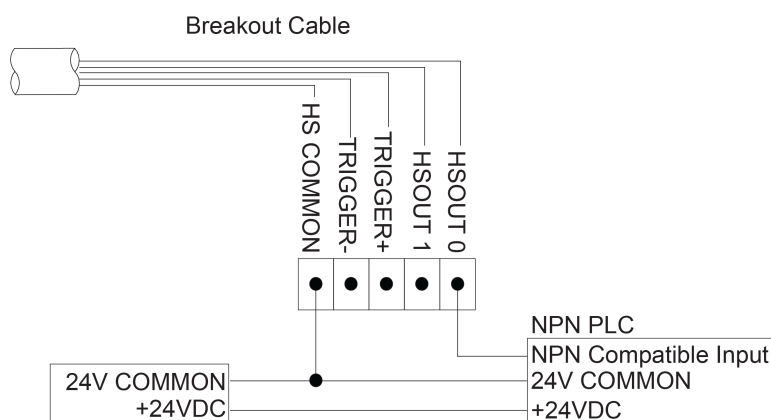 Breakout Cable
HS COMMON
TRIGGER-
TRIGGER+
HSOUT 1
HSOUT 0
NPN PLC
NPN Compatible Input
24V COMMON
24V COMMON
+24VDC
+24VDC